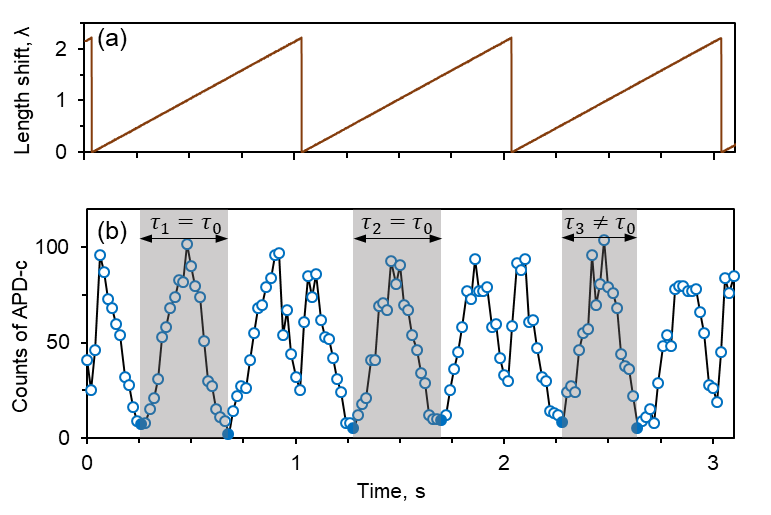 (a)
Length shift, λ
2
1
0
(b)
τ₁ = τ₀
τ₂ = τ₀
τ₃ ≠ τ₀
Counts of APD-c
100
50
0
0
1
2
3
Time, s